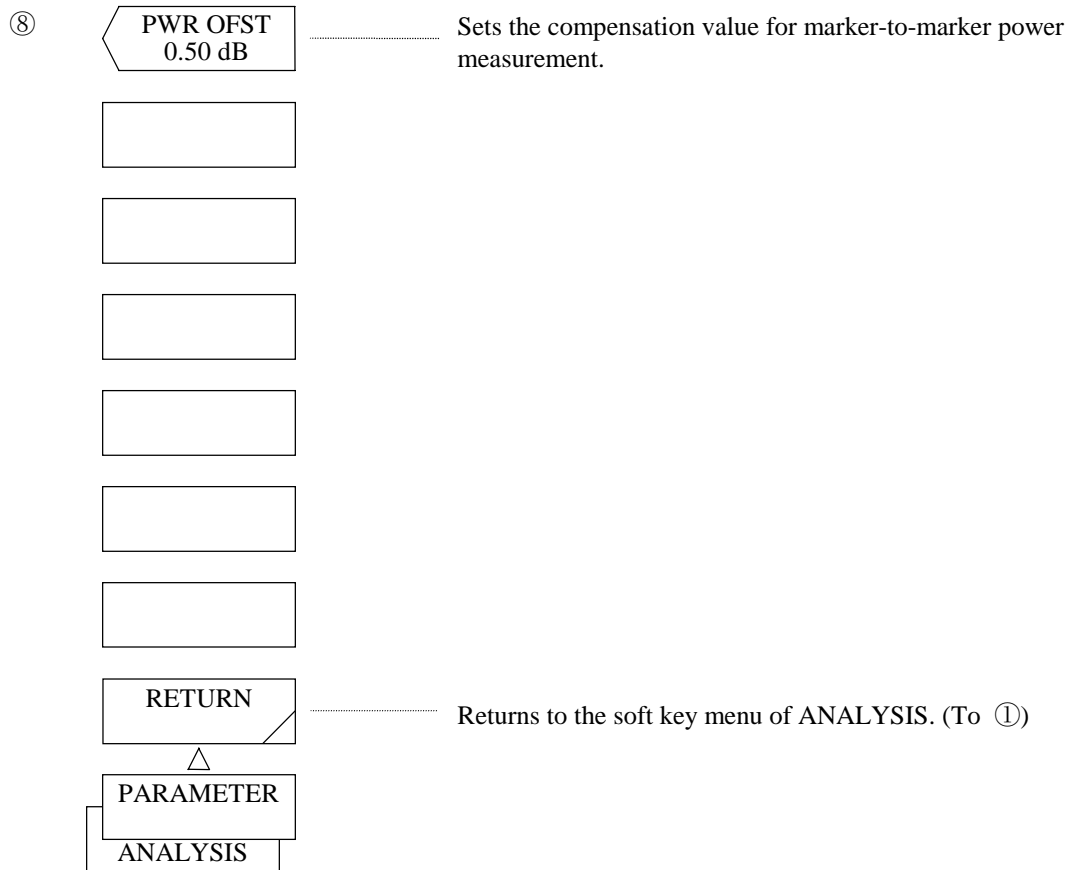 ⑧
PWR OFST
0.50 dB
Sets the compensation value for marker-to-marker power
measurement.
RETURN
Returns to the soft key menu of ANALYSIS. (To ①)
PARAMETER
ANALYSIS